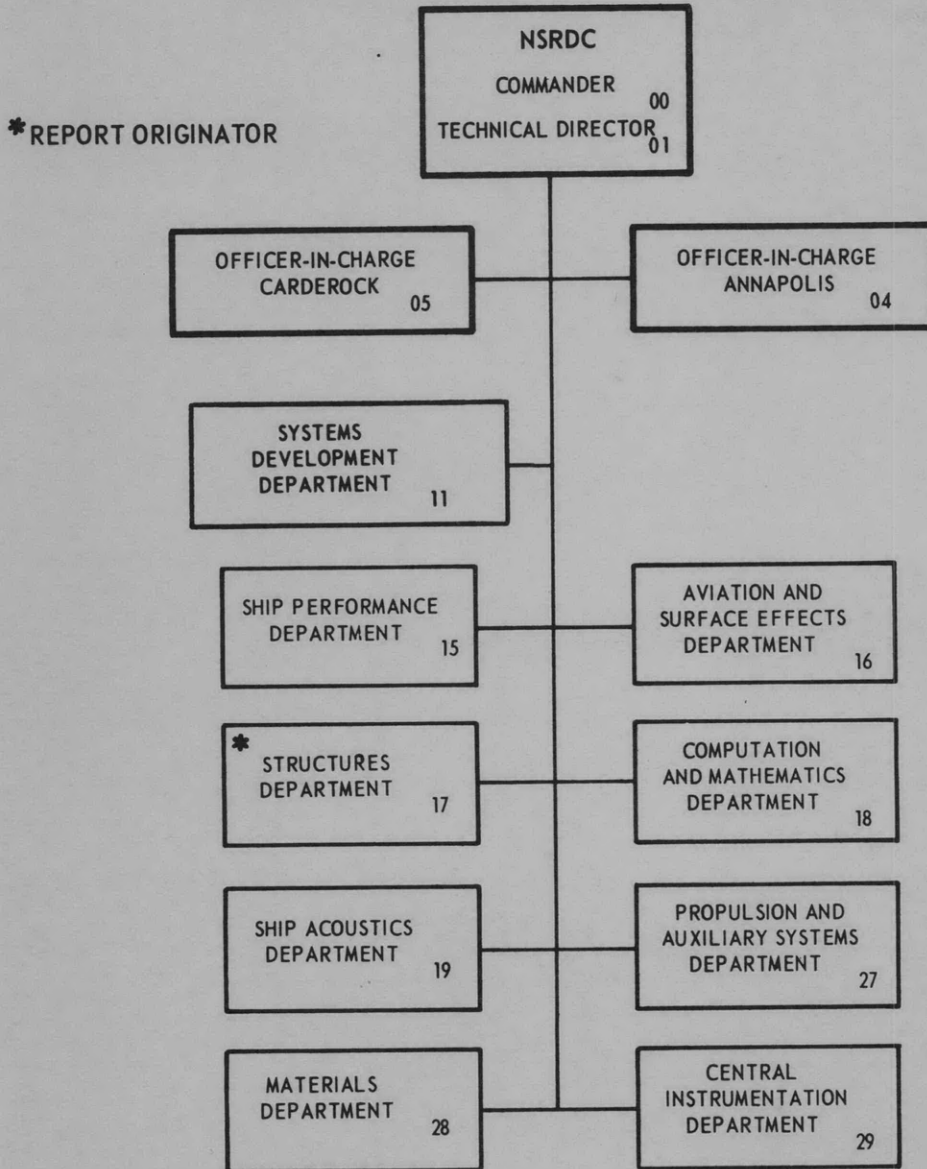 NSRDC
COMMANDER
00
TECHNICAL DIRECTOR
01
*REPORT ORIGINATOR
OFFICER-IN-CHARGE
CARDEROCK
05
OFFICER-IN-CHARGE
ANNAPOLIS
04
SYSTEMS
DEVELOPMENT
DEPARTMENT
11
SHIP PERFORMANCE
DEPARTMENT
15
AVIATION AND
SURFACE EFFECTS
DEPARTMENT
16
*
STRUCTURES
DEPARTMENT
17
COMPUTATION
AND MATHEMATICS
DEPARTMENT
18
SHIP ACOUSTICS
DEPARTMENT
19
PROPULSION AND
AUXILIARY SYSTEMS
DEPARTMENT
27
MATERIALS
DEPARTMENT
28
CENTRAL
INSTRUMENTATION
DEPARTMENT
29